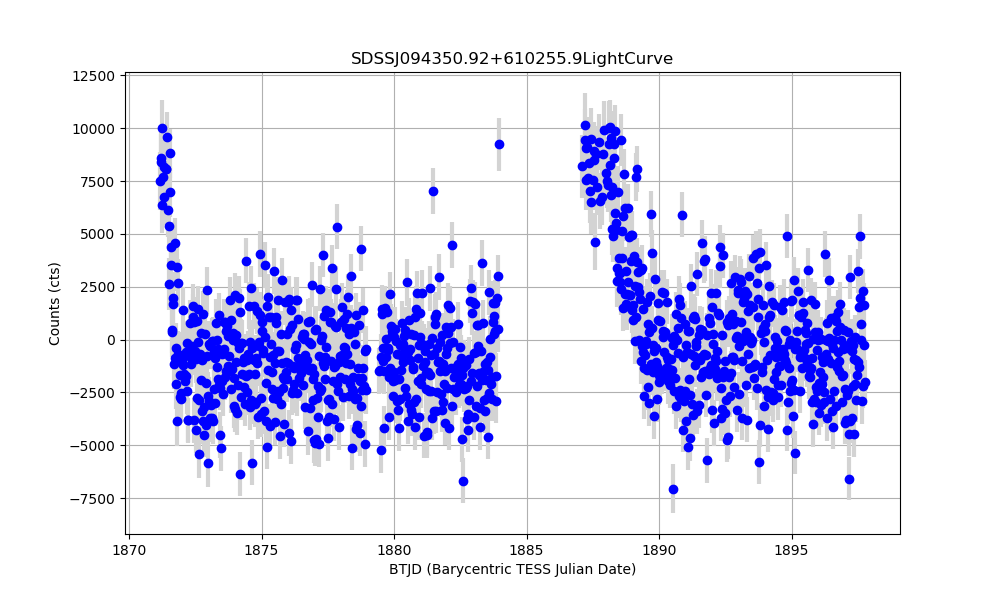 SDSSJ094350.92+610255.9LightCurve
12500
10000
7500
5000
2500
0
−2500
−5000
−7500
Counts (cts)
1870 1875 1880 1885 1890 1895
BTJD (Barycentric TESS Julian Date)